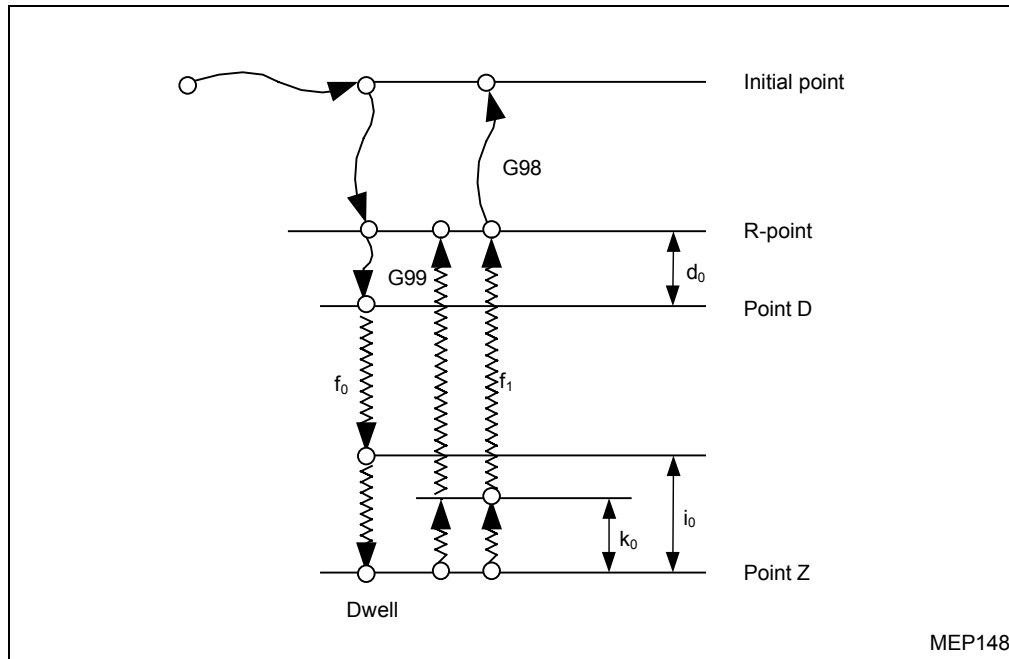 Initial point
G98
R-point
G99
d₀
Point D
f₀
f₁
i₀
k₀
Point Z
Dwell
MEP148